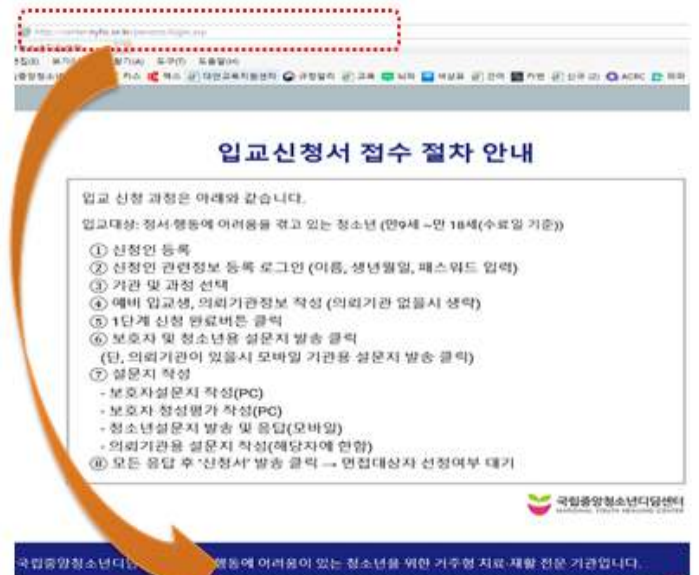 입교신청서 접수 절차 안내
입교 신청 과정은 아래와 같습니다.
입교대상: 정서·행동에 어려움을 겪고 있는 청소년 (만9세 ~만 18세(수료일 기준))
① 신청인 등록
② 신청인 관련정보 등록 로그인 (이름, 생년월일, 패스워드 입력)
③ 기관 및 과정 선택
④ 예비 입교생, 의뢰기관정보 작성 (의뢰기관 없을시 생략)
⑤ 1단계 신청 완료버튼 클릭
⑥ 보호자 및 청소년용 설문지 발송 클릭
(단, 의뢰기관이 있을시 모바일 기관용 설문지 발송 클릭)
⑦ 설문지 작성
- 보호자설문지 작성(PC)
- 보호자 정성평가 작성(PC)
- 청소년설문지 발송 및 응답(모바일)
- 의뢰기관용 설문지 작성(해당자에 한함)
⑧ 모든 응답 후 '신청서' 발송 클릭 → 면접대상자 선정여부 대기
국립중앙청소년디딤센터
NATIONAL YOUTH HEALING CENTER
국립중앙청소년디딤 행동에 어려움이 있는 청소년을 위한 거주형 치료·재활 전문 기관입니다.